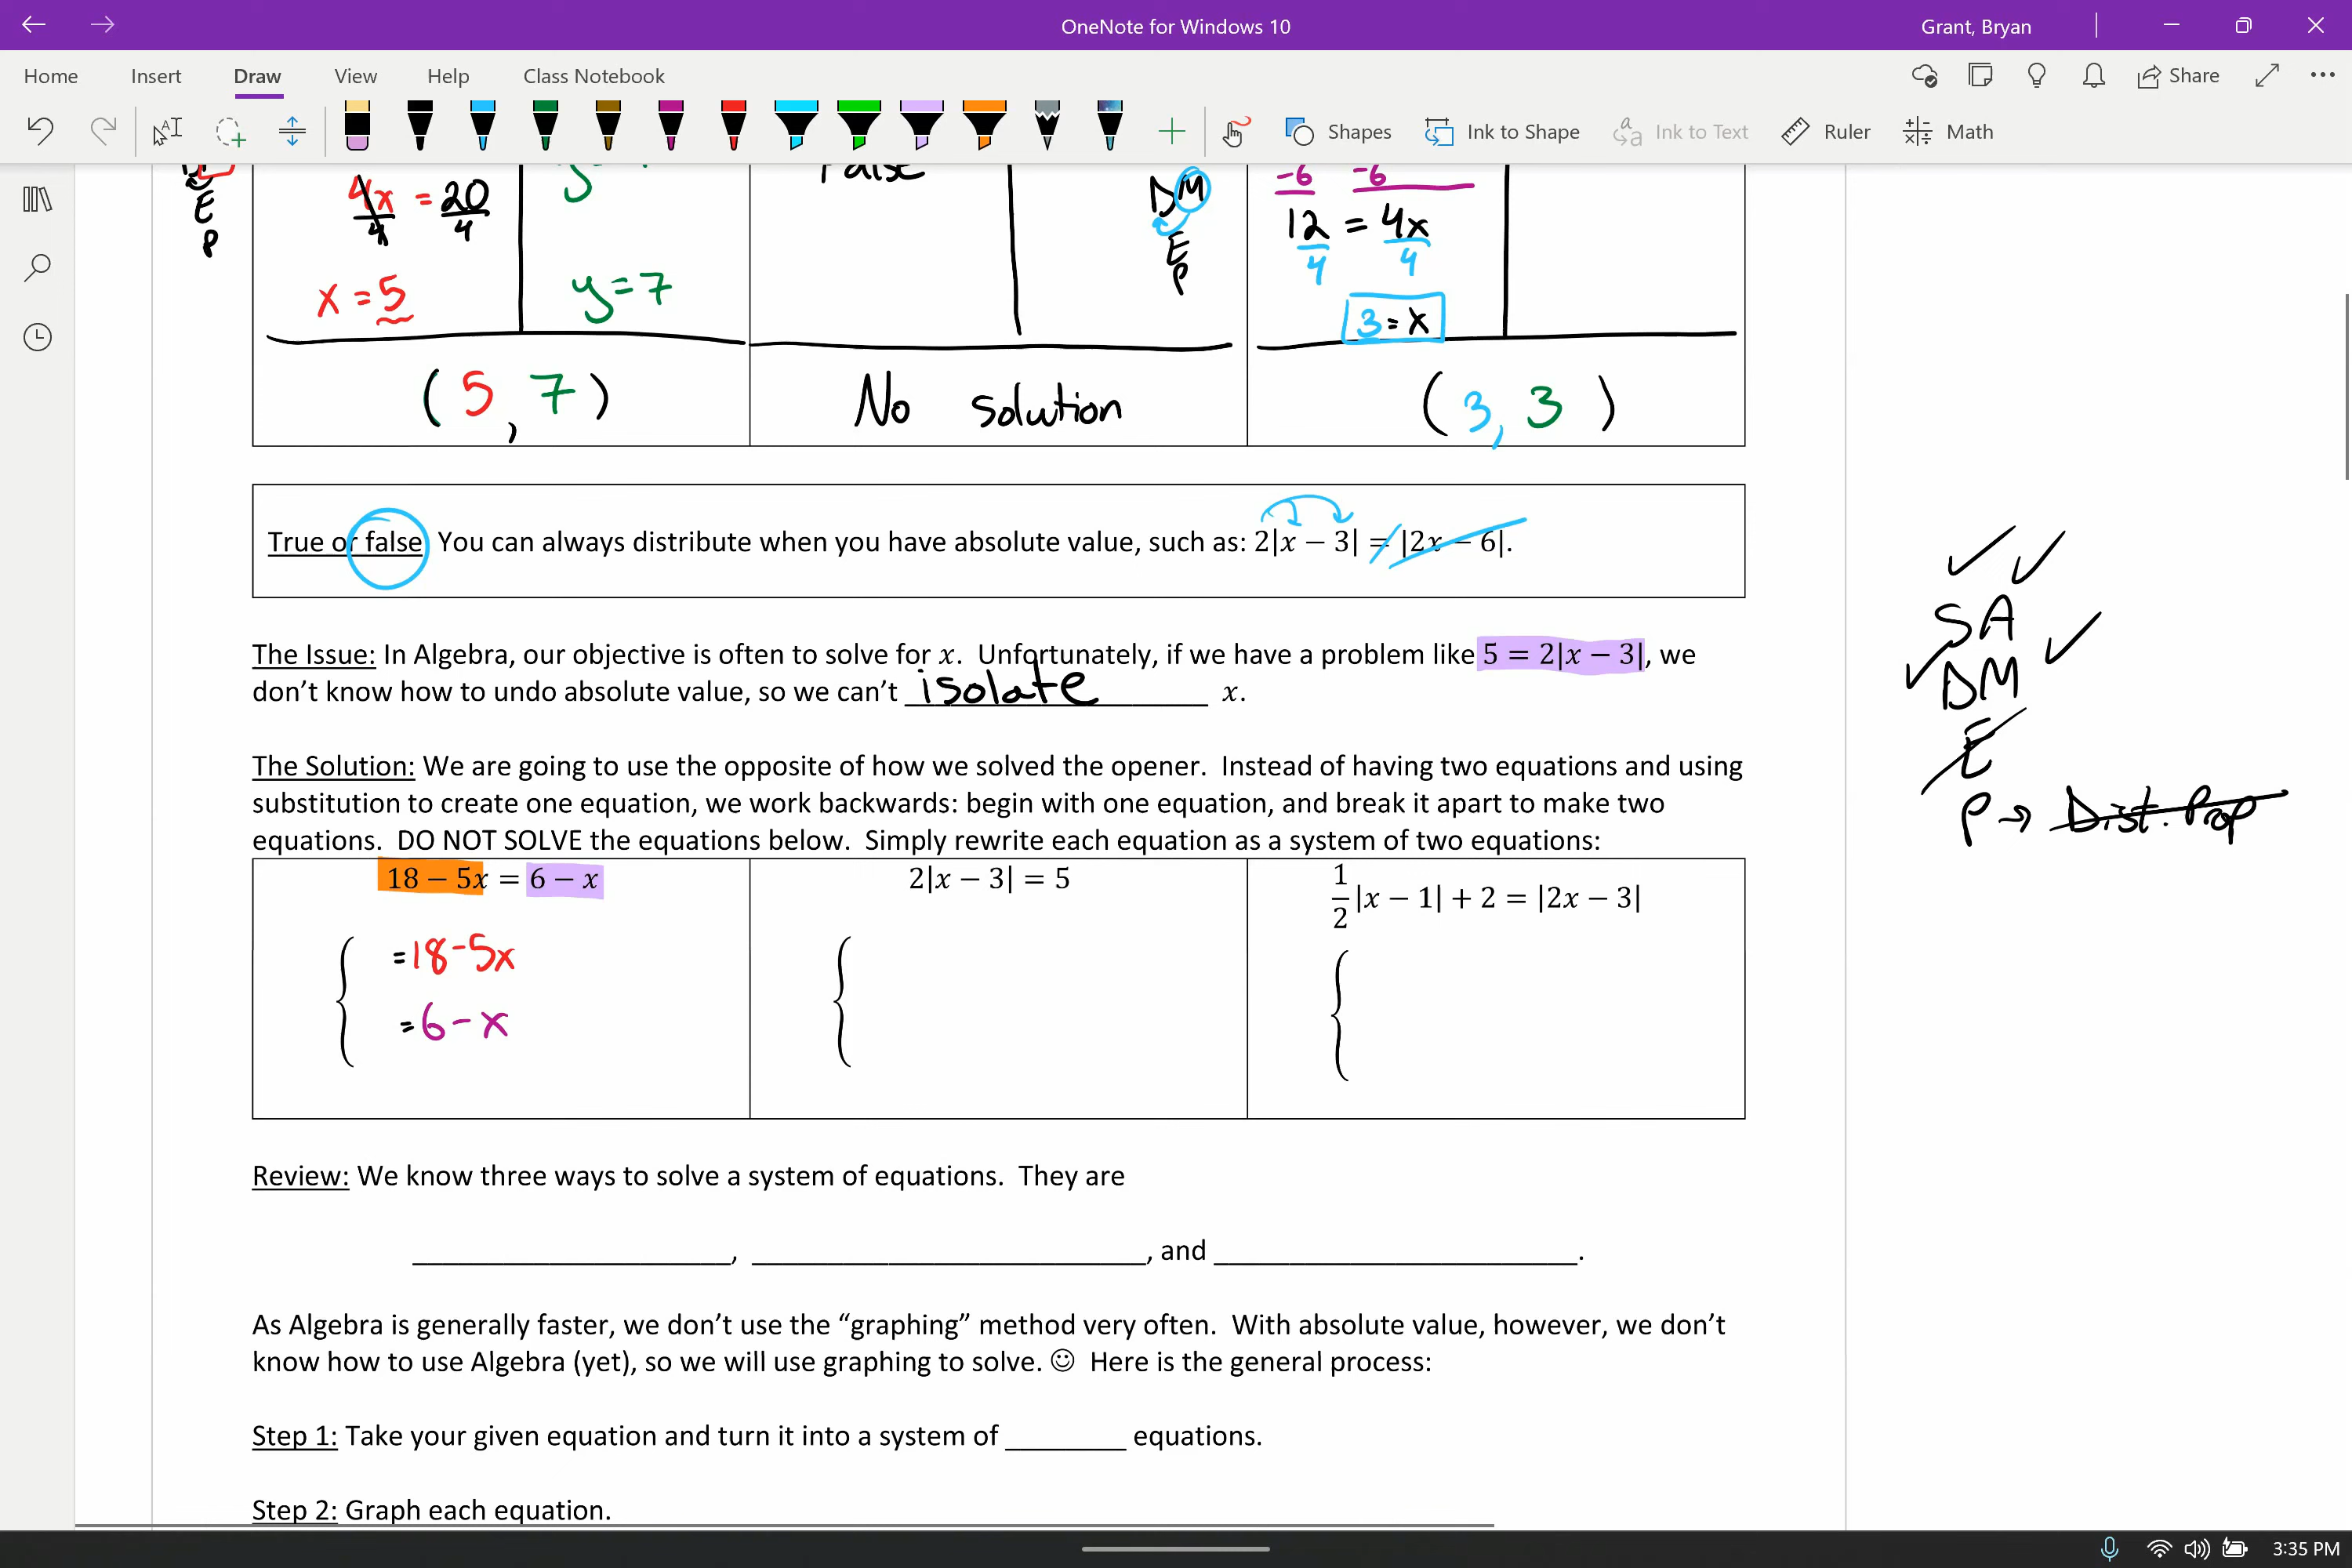 OneNote for Windows 10
Grant, Bryan
Home Insert Draw View Help Class Notebook
Share
Shapes Ink to Shape Ink to Text Ruler Math
E
P
4x = 20
4 4
x = 5
y = 7
( 5, 7 )
False
No solution
DM
E
P
-6 -6
12 = 4x
4 4
3 = x
( 3, 3 )
True or false You can always distribute when you have absolute value, such as: 2|x − 3| = |2x − 6|.
The Issue: In Algebra, our objective is often to solve for x. Unfortunately, if we have a problem like 5 = 2|x − 3|, we
don’t know how to undo absolute value, so we can’t isolate x.
SA
DM
E
P → Dist. Prop
The Solution: We are going to use the opposite of how we solved the opener. Instead of having two equations and using
substitution to create one equation, we work backwards: begin with one equation, and break it apart to make two
equations. DO NOT SOLVE the equations below. Simply rewrite each equation as a system of two equations:
18 − 5x = 6 − x
= 18 - 5x
= 6 - x
2|x − 3| = 5
1/2|x − 1| + 2 = |2x − 3|
Review: We know three ways to solve a system of equations. They are
____________, ____________, and ____________.
As Algebra is generally faster, we don’t use the “graphing” method very often. With absolute value, however, we don’t
know how to use Algebra (yet), so we will use graphing to solve. ☺ Here is the general process:
Step 1: Take your given equation and turn it into a system of ________ equations.
Step 2: Graph each equation.
3:35 PM